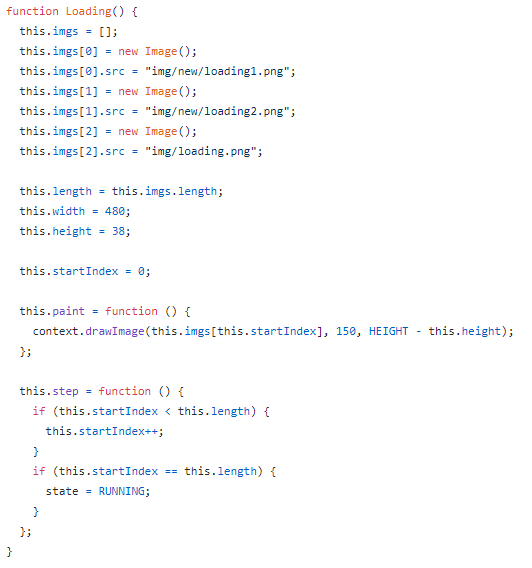 function Loading() {
  this.imgs = [];
  this.imgs[0] = new Image();
  this.imgs[0].src = "img/new/loading1.png";
  this.imgs[1] = new Image();
  this.imgs[1].src = "img/new/loading2.png";
  this.imgs[2] = new Image();
  this.imgs[2].src = "img/loading.png";

  this.length = this.imgs.length;
  this.width = 480;
  this.height = 38;

  this.startIndex = 0;

  this.paint = function () {
    context.drawImage(this.imgs[this.startIndex], 150, HEIGHT - this.height);
  };

  this.step = function () {
    if (this.startIndex < this.length) {
      this.startIndex++;
    }
    if (this.startIndex == this.length) {
      state = RUNNING;
    }
  };
}